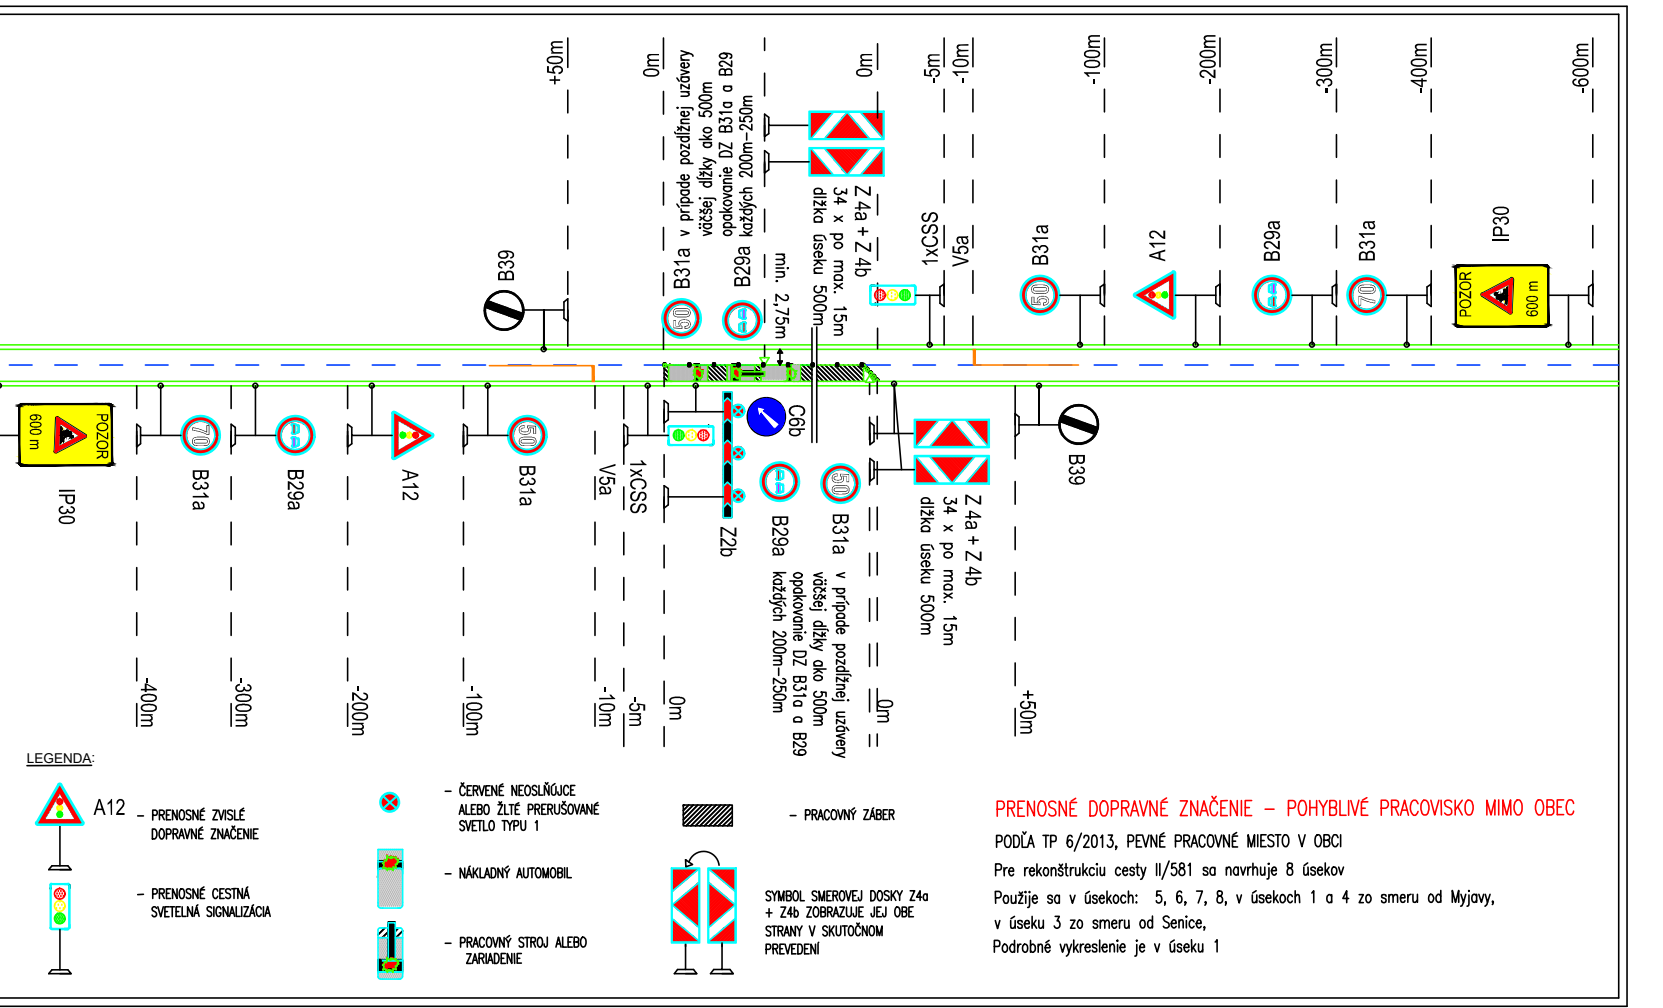 +50m
0m
0m
-5m
-10m
-100m
-200m
-300m
-400m
-600m
v prípade pozdĺžnej uzávery
väčšej dĺžky ako 500m
opakovanie DZ B31a a B29
každých 200m-250m
B39
B31a
B29a
min. 2,75m
Z 4a + Z 4b
34 x po max. 15m
dĺžka úseku 500m
1xCSS
V5a
B31a
A12
B29a
B31a
IP30
50
50
70
POZOR
600 m
POZOR
600 m
70
50
50
IP30
B31a
B29a
A12
B31a
V5a
1xCSS
Z2b
C6b
B29a
B31a
v prípade pozdĺžnej uzávery
väčšej dĺžky ako 500m
opakovanie DZ B31a a B29
každých 200m-250m
Z 4a + Z 4b
34 x po max. 15m
dĺžka úseku 500m
B39
-400m
-300m
-200m
-100m
-10m
-5m
0m
0m
+50m
LEGENDA:
A12
- PRENOSNÉ ZVISLÉ
DOPRAVNÉ ZNAČENIE
- PRENOSNÉ CESTNÁ
SVETELNÁ SIGNALIZÁCIA
- ČERVENÉ NEOSLŇÚJCE
ALEBO ŽLTÉ PRERUŠOVANÉ
SVETLO TYPU 1
- NÁKLADNÝ AUTOMOBIL
- PRACOVNÝ STROJ ALEBO
ZARIADENIE
- PRACOVNÝ ZÁBER
SYMBOL SMEROVEJ DOSKY Z4a
+ Z4b ZOBRAZUJE JEJ OBE
STRANY V SKUTOČNOM
PREVEDENÍ
PRENOSNÉ DOPRAVNÉ ZNAČENIE - POHYBLIVÉ PRACOVISKO MIMO OBEC
PODĽA TP 6/2013, PEVNÉ PRACOVNÉ MIESTO V OBCI
Pre rekonštrukciu cesty II/581 sa navrhuje 8 úsekov
Použije sa v úsekoch: 5, 6, 7, 8, v úsekoch 1 a 4 zo smeru od Myjavy,
v úseku 3 zo smeru od Senice,
Podrobné vykreslenie je v úseku 1